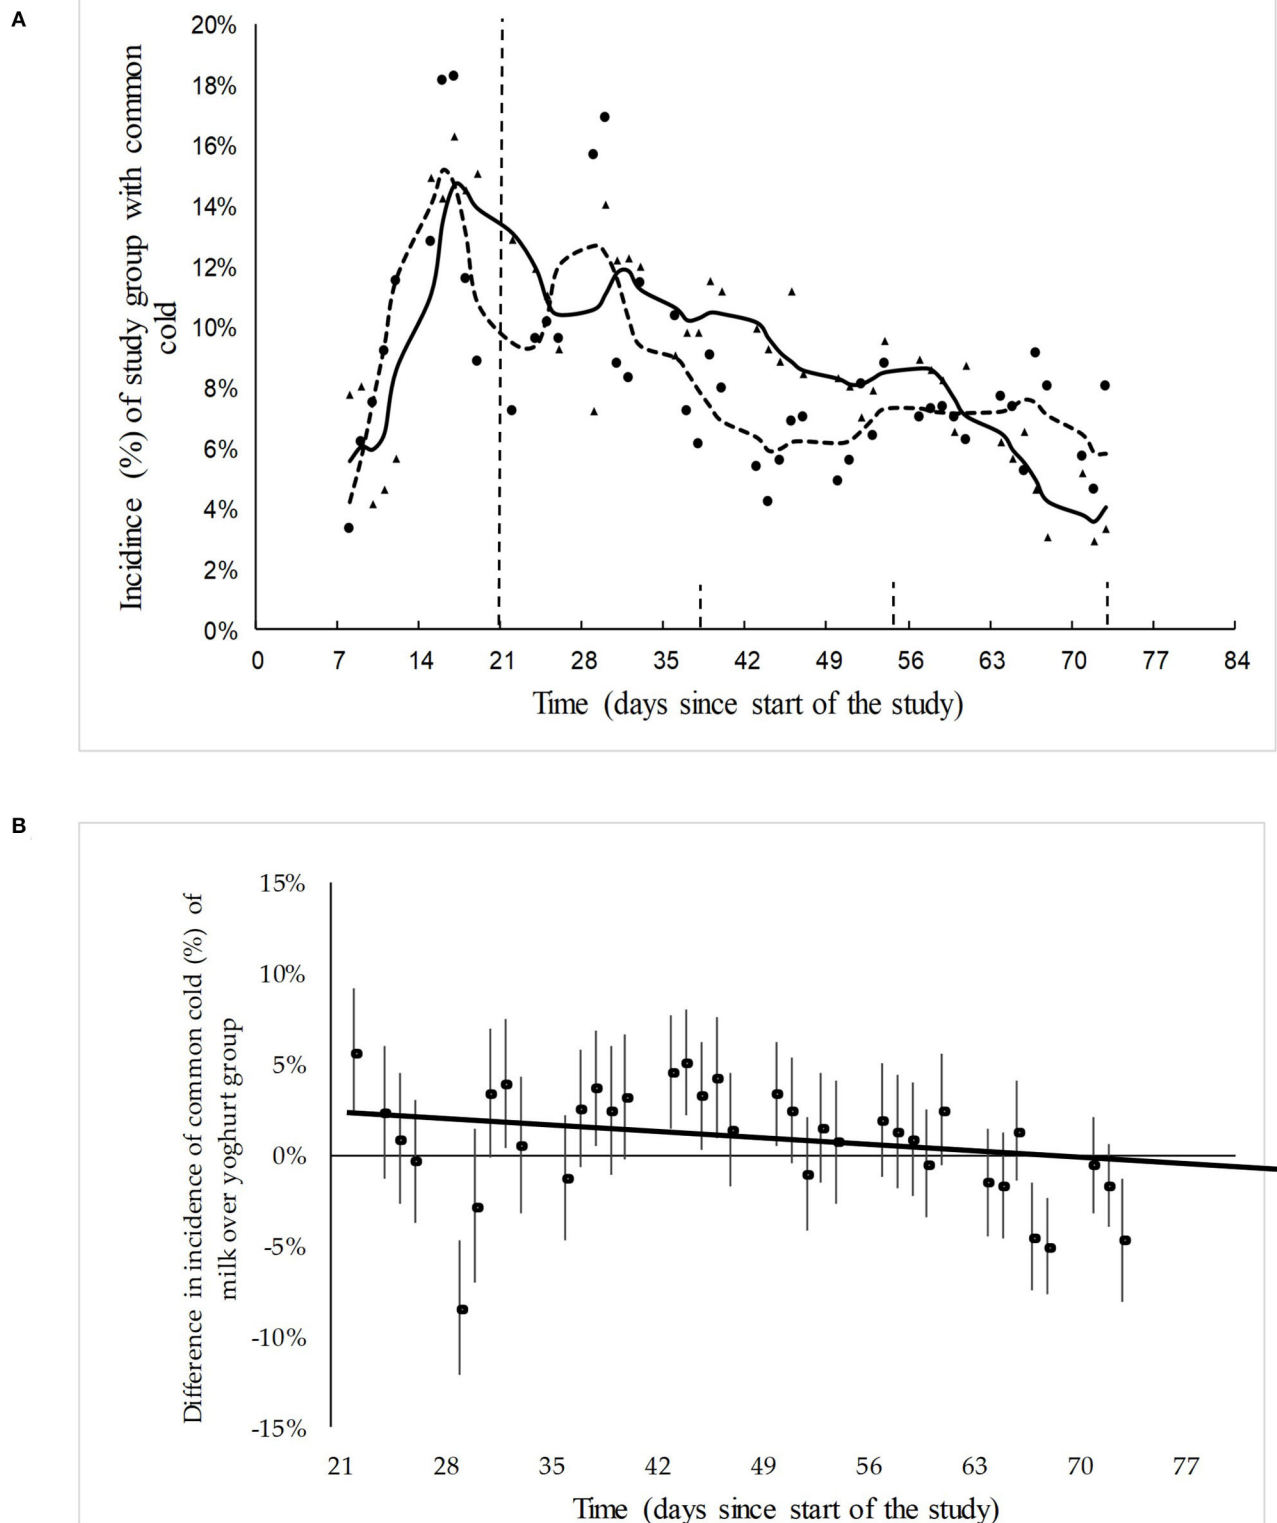 A
20%
18%
16%
14%
12%
10%
8%
6%
4%
2%
0%
Incidince (%) of study group with common
cold
0 7 14 21 28 35 42 49 56 63 70 77 84
Time (days since start of the study)
B
15%
10%
5%
0%
-5%
-10%
-15%
Difference in incidence of common cold (%) of
milk over yoghurt group
21 28 35 42 49 56 63 70 77
Time (days since start of the study)